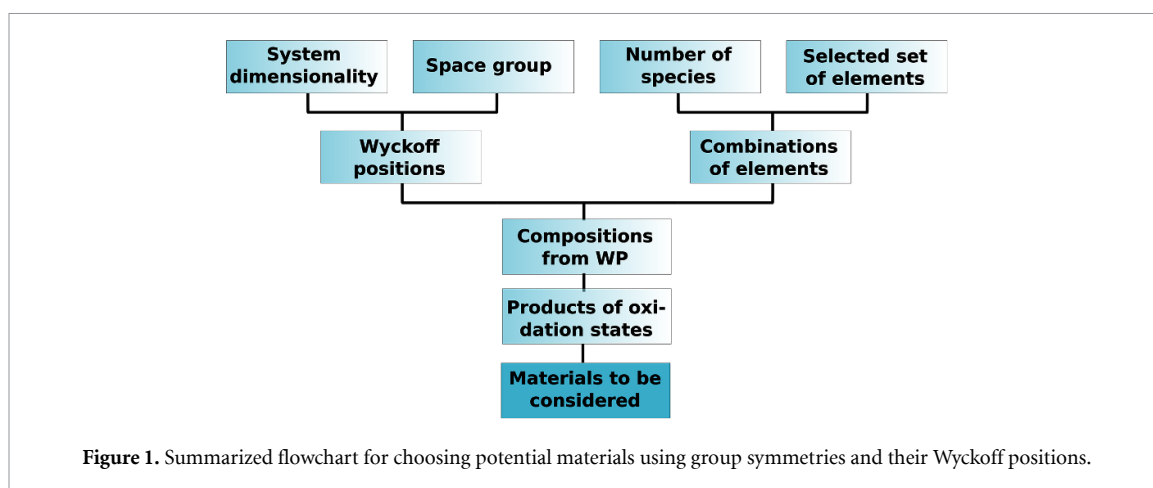 System
dimensionality
Space group
Number of
species
Selected set
of elements
Wyckoff
positions
Combinations
of elements
Compositions
from WP
Products of oxi-
dation states
Materials to be
considered
Figure 1. Summarized flowchart for choosing potential materials using group symmetries and their Wyckoff positions.